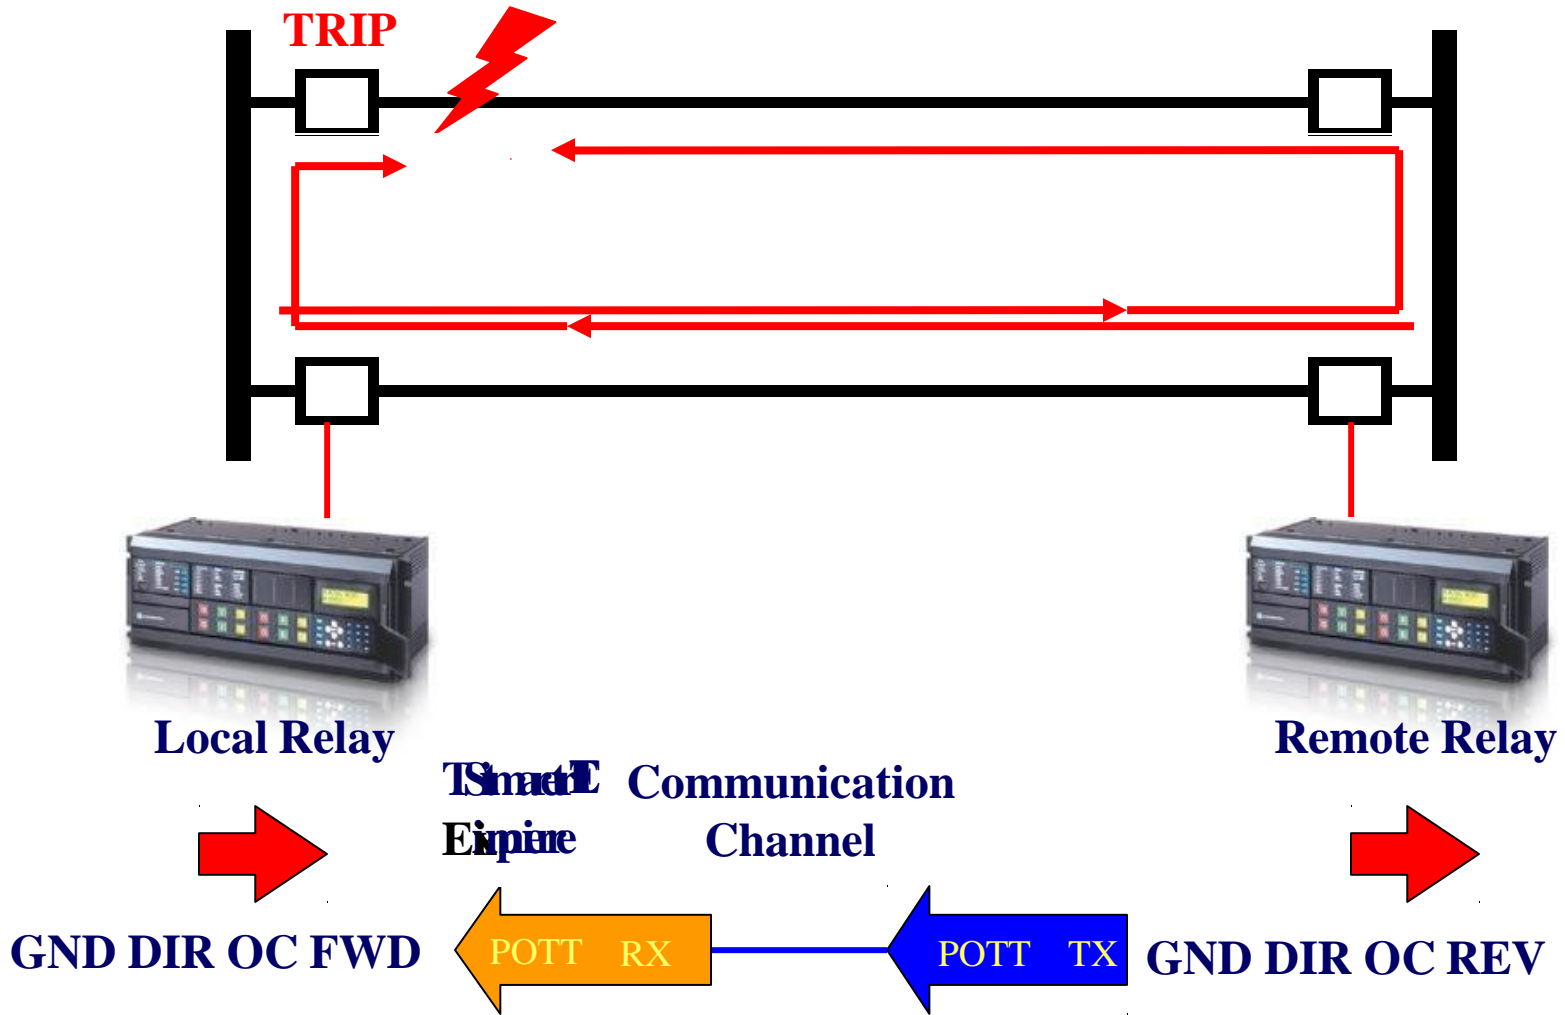 TRIP
Local Relay
Remote Relay
Communication
Channel
GND DIR OC FWD
POTT RX
POTT TX
GND DIR OC REV